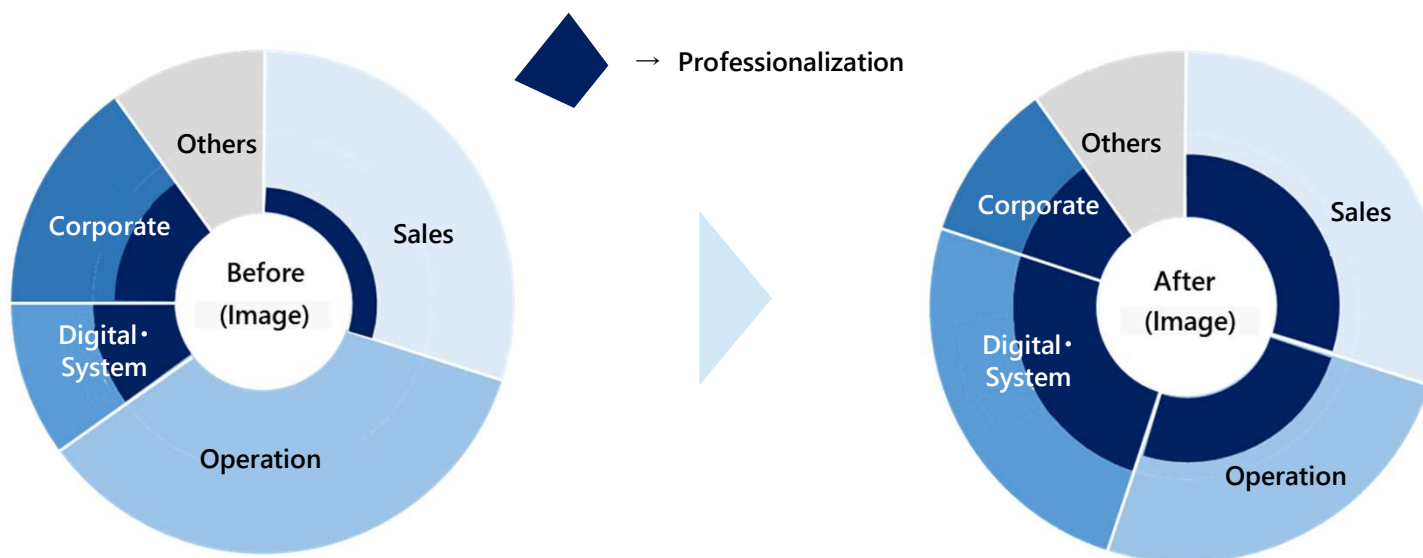 → Professionalization
Others
Corporate
Sales
Before
(Image)
Digital・
System
Operation
Others
Corporate
Sales
After
(Image)
Digital・
System
Operation